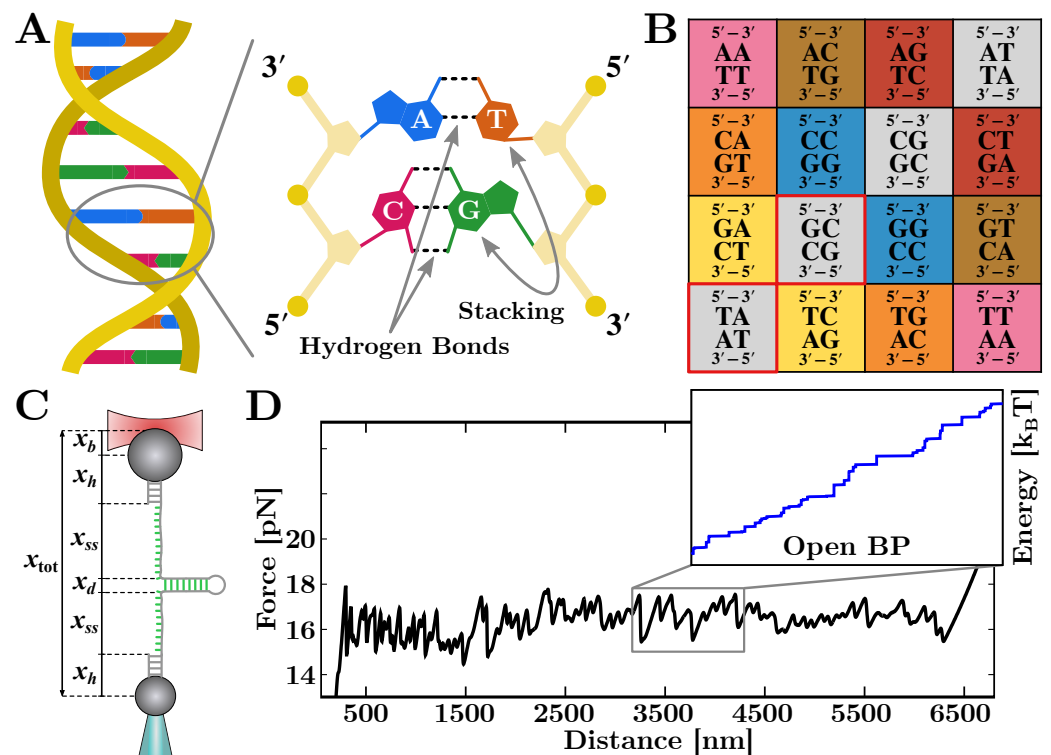 A
3′
5′
A
T
C
G
5′
3′
Stacking
Hydrogen Bonds
B
5′−3′ 5′−3′ 5′−3′ 5′−3′
AA AC AG AT
TT TG TC TA
3′−5′ 3′−5′ 3′−5′ 3′−5′
5′−3′ 5′−3′ 5′−3′ 5′−3′
CA CC CG CT
GT GG GC GA
3′−5′ 3′−5′ 3′−5′ 3′−5′
5′−3′ 5′−3′ 5′−3′ 5′−3′
GA GC GG GT
CT CG CC CA
3′−5′ 3′−5′ 3′−5′ 3′−5′
5′−3′ 5′−3′ 5′−3′ 5′−3′
TA TC TG TT
AT AG AC AA
3′−5′ 3′−5′ 3′−5′ 3′−5′
C
x_b
x_h
x_ss
x_tot
x_d
x_ss
x_h
D
Force [pN]
20
18
16
14
500 1500 2500 3500 4500 5500 6500
Distance [nm]
Open BP
Energy [k_BT]